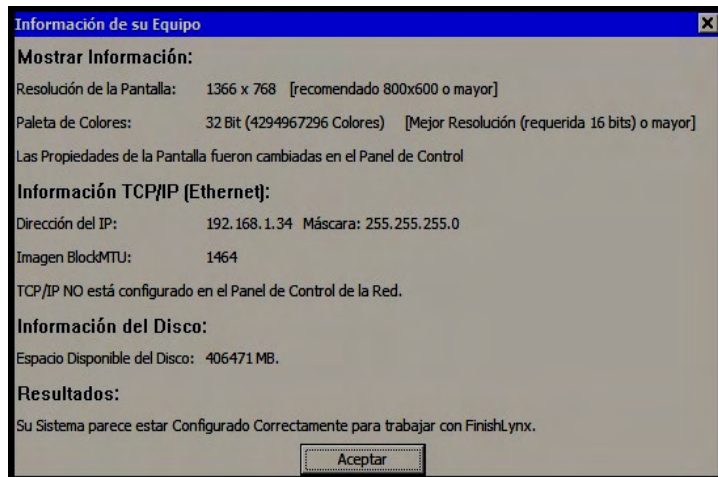 Información de su Equipo
Mostrar Información:
Resolución de la Pantalla: 1366 x 768 [recomendado 800x600 o mayor]
Paleta de Colores: 32 Bit (4294967296 Colores) [Mejor Resolución (requerida 16 bits) o mayor]
Las Propiedades de la Pantalla fueron cambiadas en el Panel de Control
Información TCP/IP (Ethernet):
Dirección del IP: 192.168.1.34 Máscara: 255.255.255.0
Imagen BlockMTU: 1464
TCP/IP NO está configurado en el Panel de Control de la Red.
Información del Disco:
Espacio Disponible del Disco: 406471 MB.
Resultados:
Su Sistema parece estar Configurado Correctamente para trabajar con FinishLynx.
Aceptar